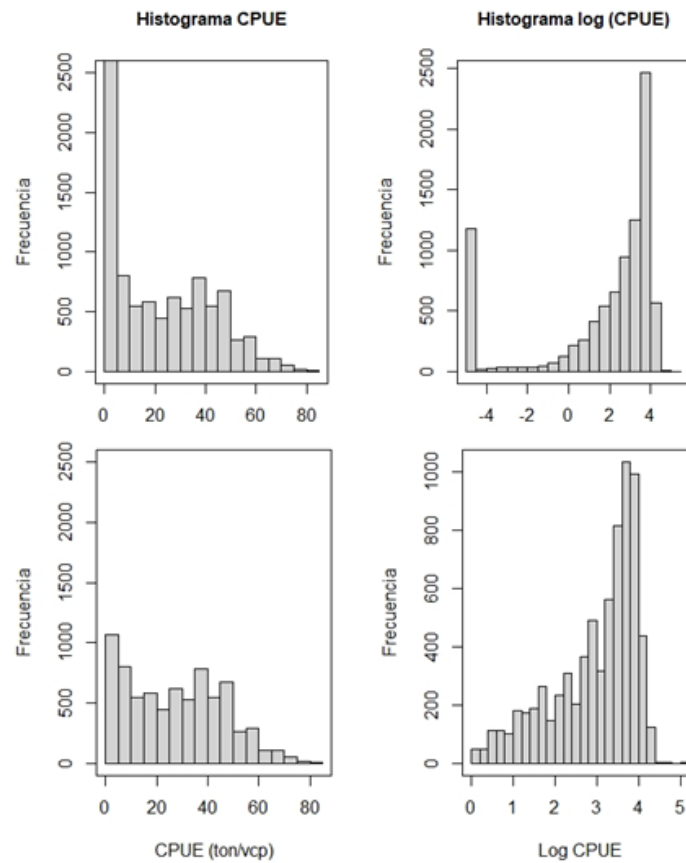 Histograma CPUE
Histograma log (CPUE)
Frecuencia
0 500 1000 1500 2000 2500
0 20 40 60 80
Frecuencia
0 500 1000 1500 2000 2500
-4 -2 0 2 4
Frecuencia
0 500 1000 1500 2000 2500
0 20 40 60 80
CPUE (ton/vcp)
Frecuencia
0 200 400 600 800 1000
0 1 2 3 4 5
Log CPUE